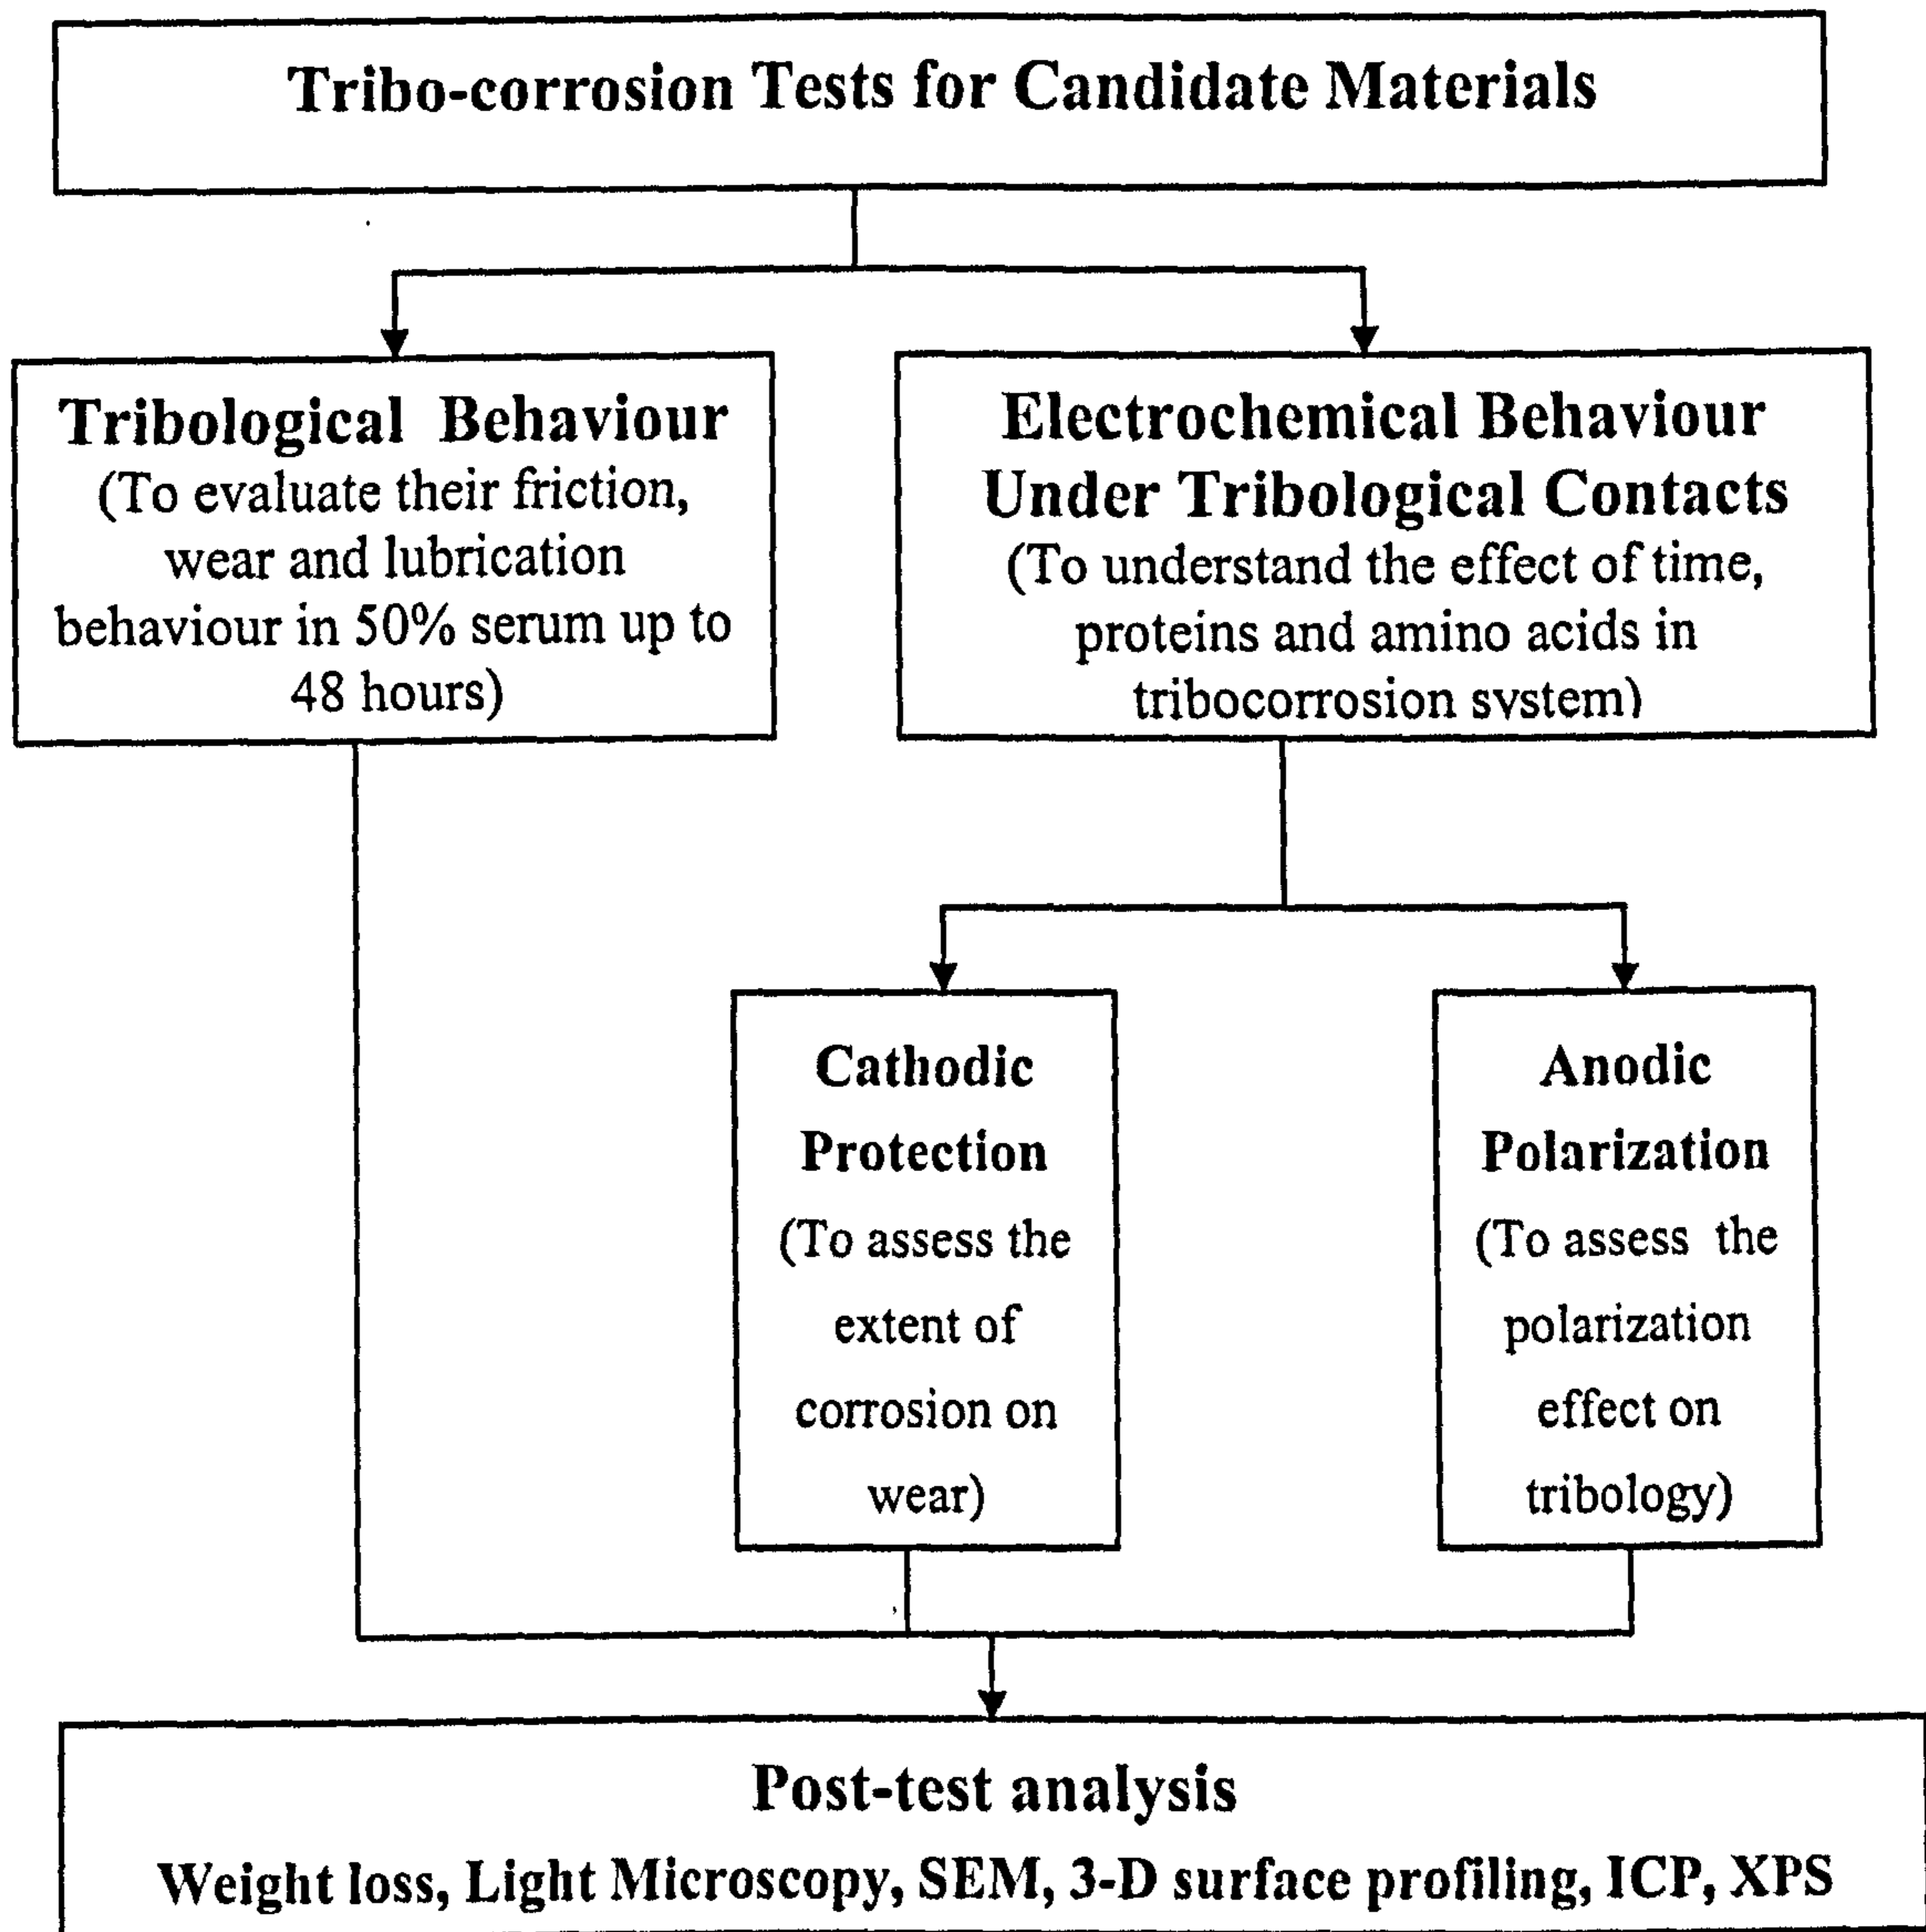 Tribo-corrosion Tests for Candidate Materials
Tribological Behaviour
(To evaluate their friction,
wear and lubrication
behaviour in 50% serum up to
48 hours)
Electrochemical Behaviour
Under Tribological Contacts
(To understand the effect of time,
proteins and amino acids in
tribocorrosion system)
Cathodic
Protection
(To assess the
extent of
corrosion on
wear)
Anodic
Polarization
(To assess the
polarization
effect on
tribology)
Post-test analysis
Weight loss, Light Microscopy, SEM, 3-D surface profiling, ICP, XPS